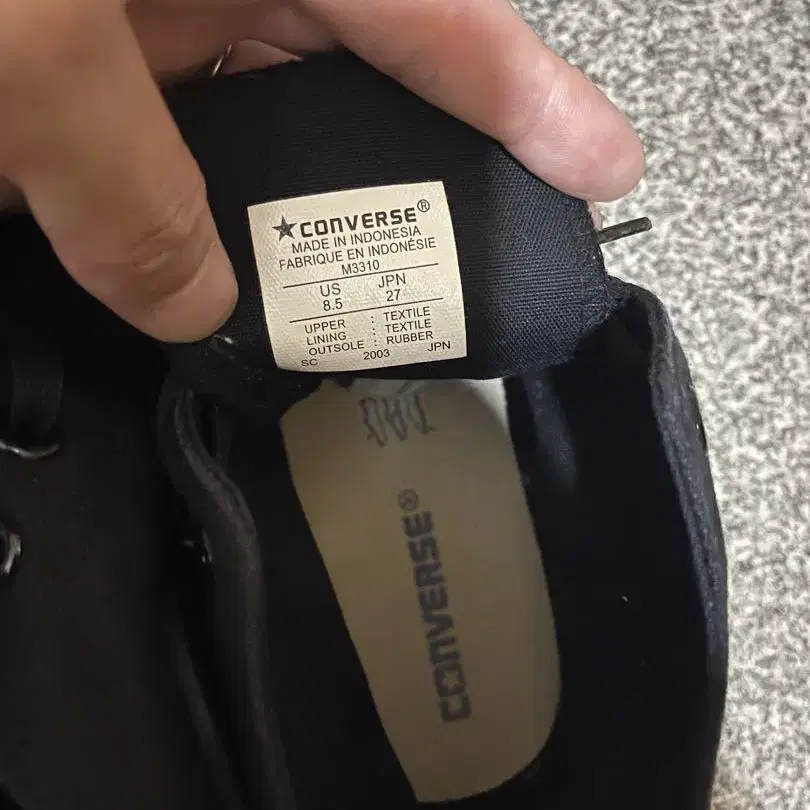 ★CONVERSE®
MADE IN INDONESIA
FABRIQUE EN INDONÉSIE
M3310
US JPN
8.5 27
UPPER : TEXTILE
LINING : TEXTILE
OUTSOLE : RUBBER
SC 2003 JPN
CONVERSE®